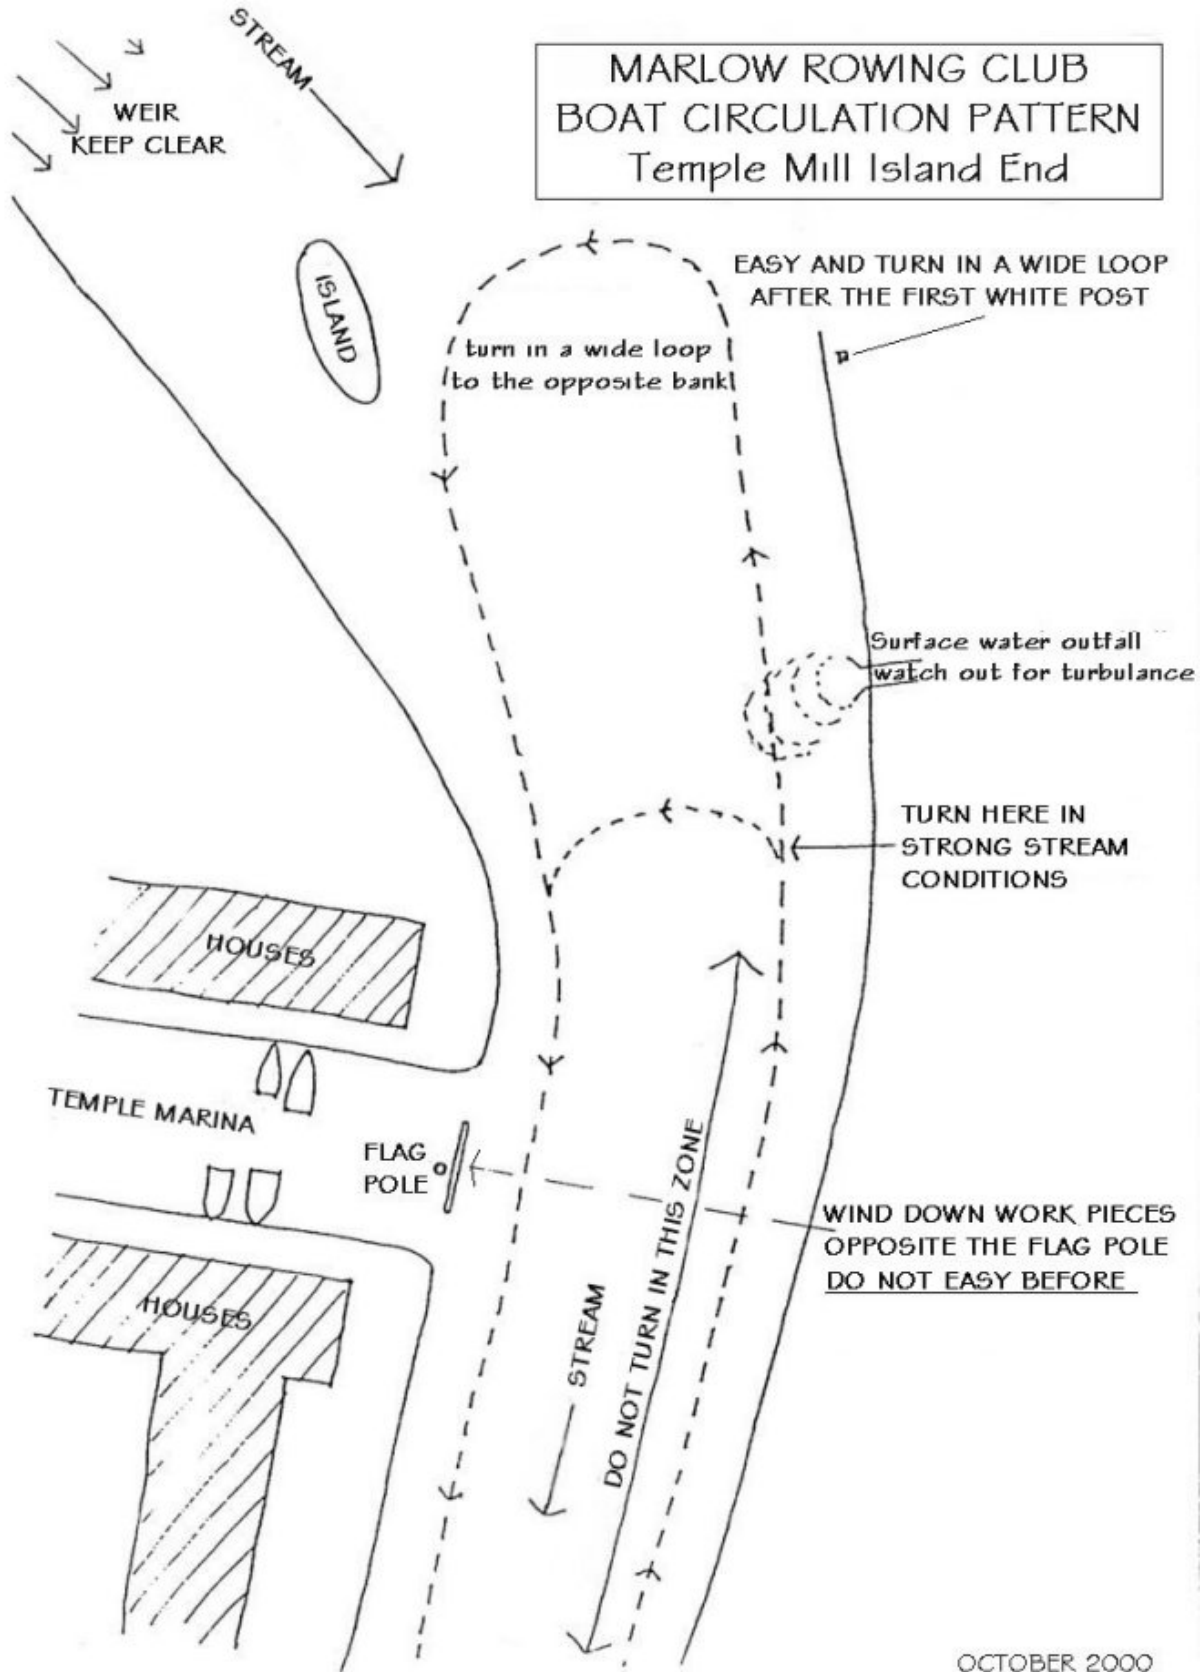 STREAM
WEIR
KEEP CLEAR
MARLOW ROWING CLUB
BOAT CIRCULATION PATTERN
Temple Mill Island End
ISLAND
EASY AND TURN IN A WIDE LOOP
AFTER THE FIRST WHITE POST
turn in a wide loop
to the opposite bank
Surface water outfall
watch out for turbulance
TURN HERE IN
STRONG STREAM
CONDITIONS
HOUSES
TEMPLE MARINA
FLAG
POLE
WIND DOWN WORK PIECES
OPPOSITE THE FLAG POLE
DO NOT EASY BEFORE
DO NOT TURN IN THIS ZONE
STREAM
HOUSES
OCTOBER 2000